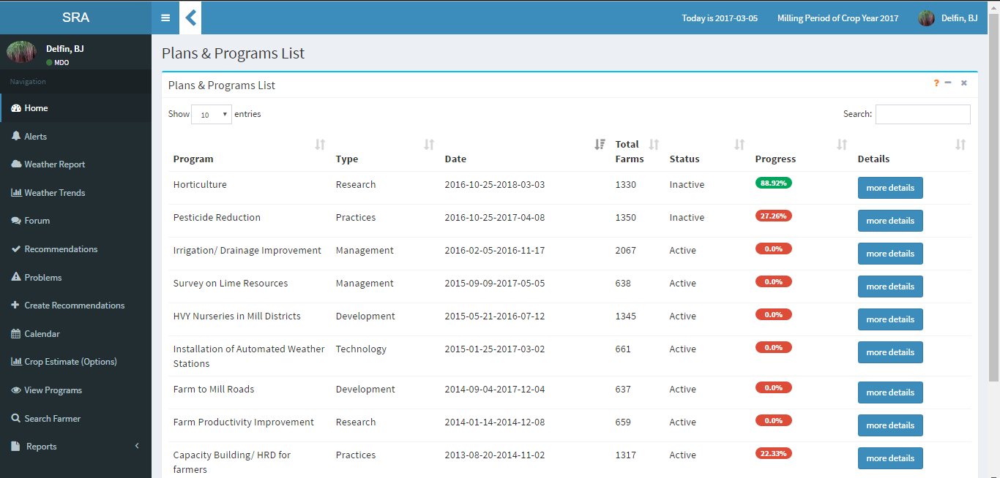 SRA
Today is 2017-03-05 Milling Period of Crop Year 2017 Delfin, BJ
Delfin, BJ
MDO
Navigation
Home
Alerts
Weather Report
Weather Trends
Forum
Recommendations
Problems
Create Recommendations
Calendar
Crop Estimate (Options)
View Programs
Search Farmer
Reports
Plans & Programs List
Plans & Programs List
Show 10 entries Search:
Program Type Date Total Farms Status Progress Details
Horticulture Research 2016-10-25-2018-03-03 1330 Inactive 88.92% more details
Pesticide Reduction Practices 2016-10-25-2017-04-08 1350 Inactive 27.26% more details
Irrigation/ Drainage Improvement Management 2016-02-05-2016-11-17 2067 Active 0.0% more details
Survey on Lime Resources Management 2015-09-09-2017-05-05 638 Active 0.0% more details
HVY Nurseries in Mill Districts Development 2015-05-21-2016-07-12 1345 Active 0.0% more details
Installation of Automated Weather Stations Technology 2015-01-25-2017-03-02 661 Active 0.0% more details
Farm to Mill Roads Development 2014-09-04-2017-12-04 637 Active 0.0% more details
Farm Productivity Improvement Research 2014-01-14-2014-12-08 659 Active 0.0% more details
Capacity Building/ HRD for farmers Practices 2013-08-20-2014-11-02 1317 Active 22.33% more details